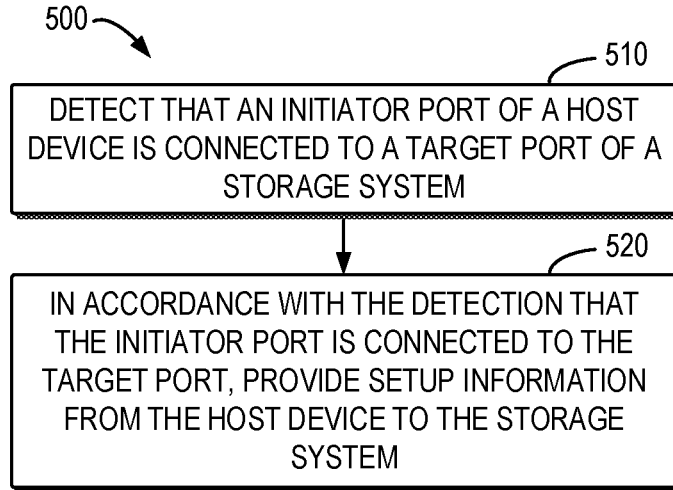 500
510
DETECT THAT AN INITIATOR PORT OF A HOST
DEVICE IS CONNECTED TO A TARGET PORT OF A
STORAGE SYSTEM
520
IN ACCORDANCE WITH THE DETECTION THAT
THE INITIATOR PORT IS CONNECTED TO THE
TARGET PORT, PROVIDE SETUP INFORMATION
FROM THE HOST DEVICE TO THE STORAGE
SYSTEM